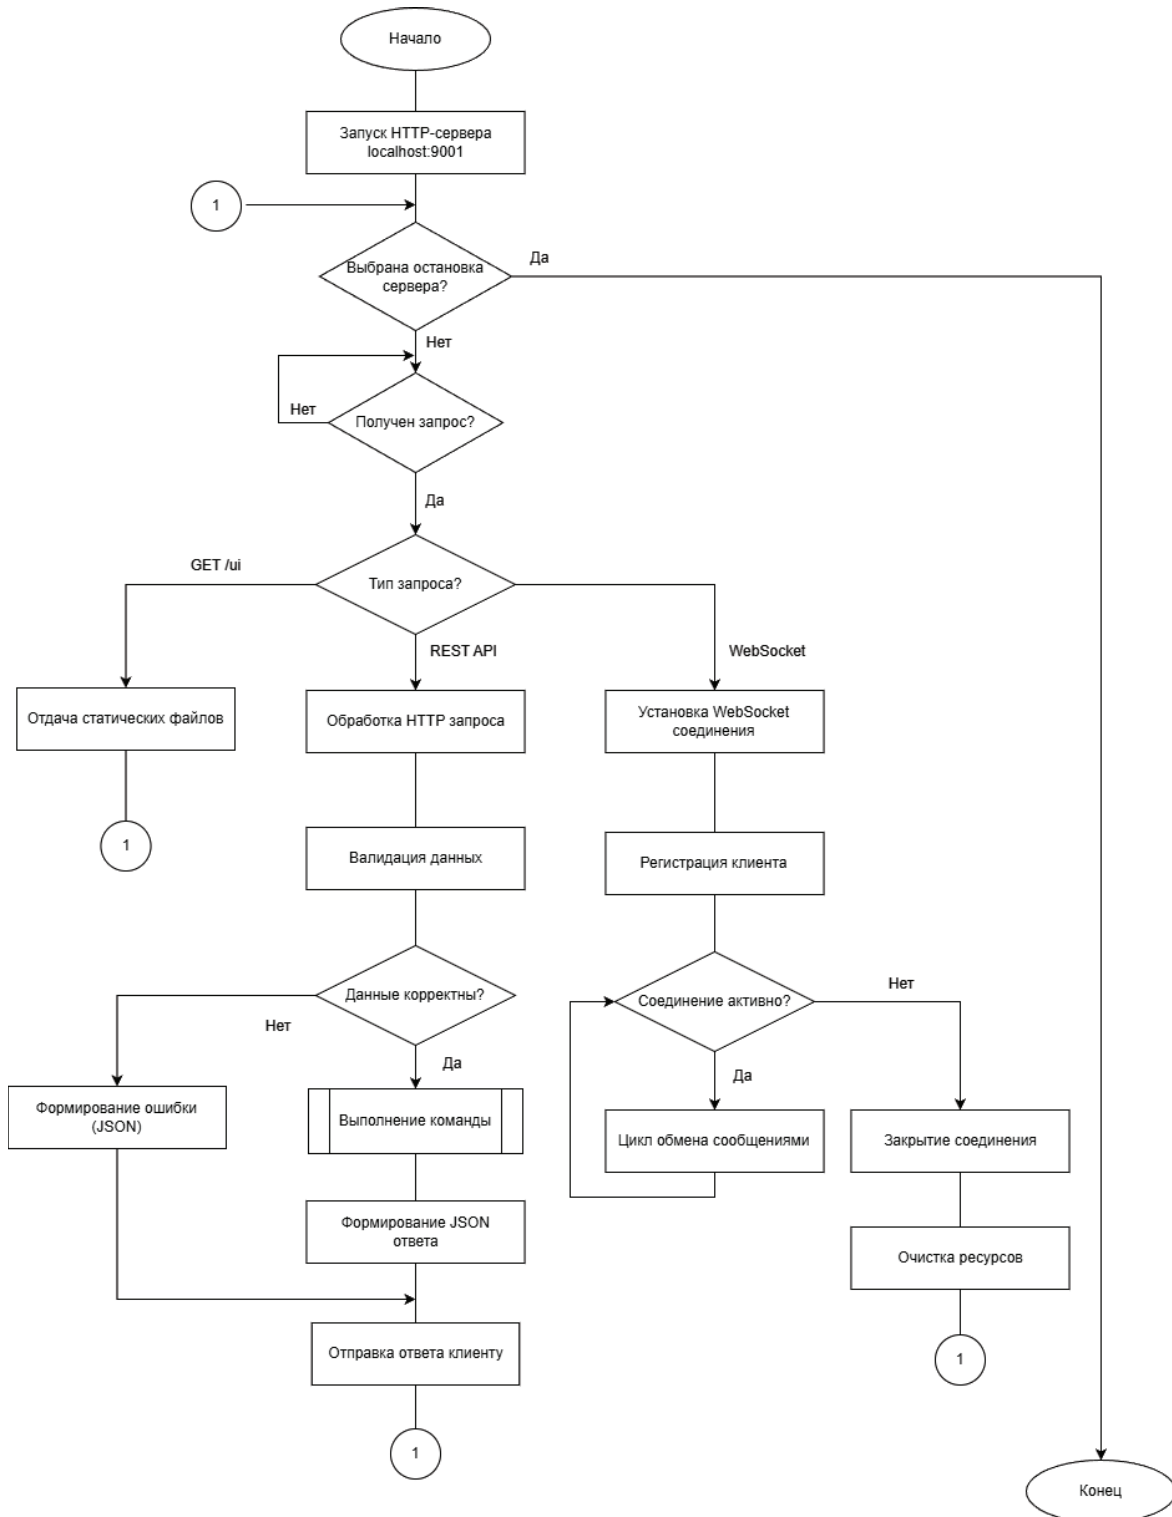 Начало
Запуск HTTP-сервера
localhost:9001
1
Выбрана остановка
сервера?
Да
Нет
Нет
Получен запрос?
Да
GET /ui
Тип запроса?
REST API
WebSocket
Отдача статических файлов
Обработка HTTP запроса
Установка WebSocket
соединения
1
Валидация данных
Регистрация клиента
Данные корректны?
Соединение активно?
Нет
Нет
Да
Да
Формирование ошибки
(JSON)
Выполнение команды
Цикл обмена сообщениями
Закрытие соединения
Формирование JSON
ответа
Очистка ресурсов
Отправка ответа клиенту
1
1
Конец